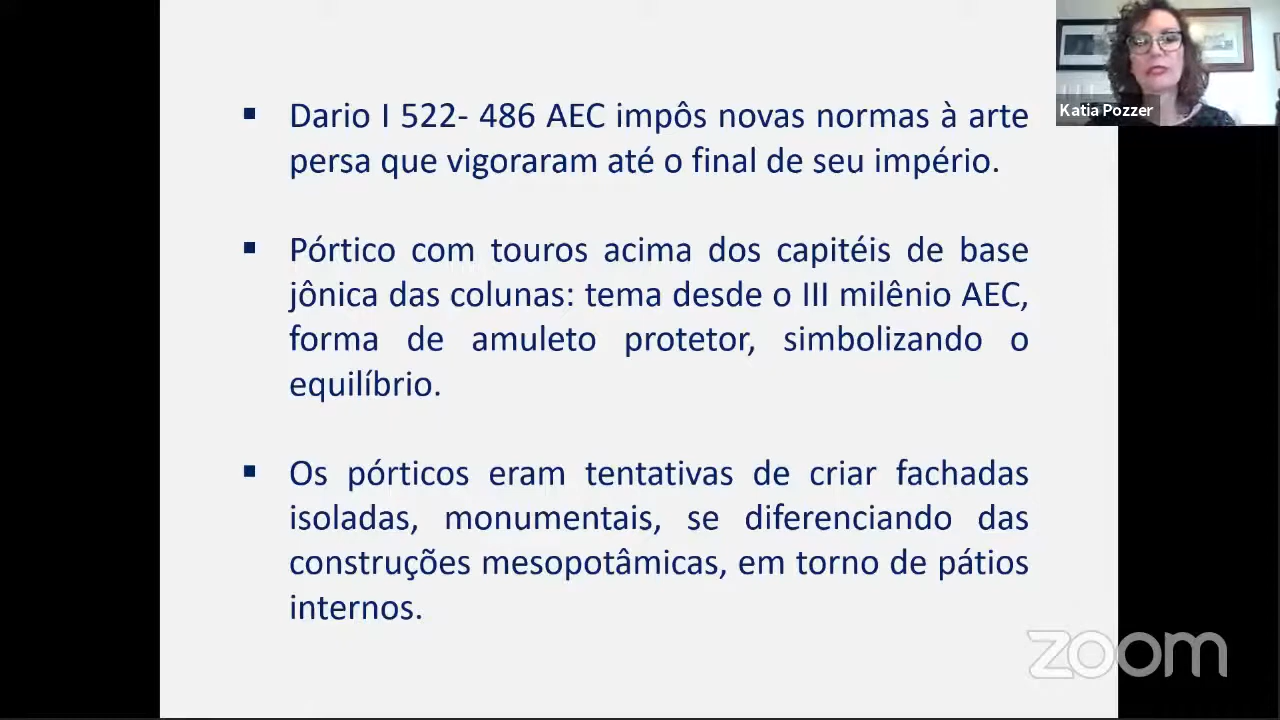 Katia Pozzer
▪ Dario I 522- 486 AEC impôs novas normas à arte
persa que vigoraram até o final de seu império.
▪ Pórtico com touros acima dos capitéis de base
jônica das colunas: tema desde o III milênio AEC,
forma de amuleto protetor, simbolizando o
equilíbrio.
▪ Os pórticos eram tentativas de criar fachadas
isoladas, monumentais, se diferenciando das
construções mesopotâmicas, em torno de pátios
internos.
zoom